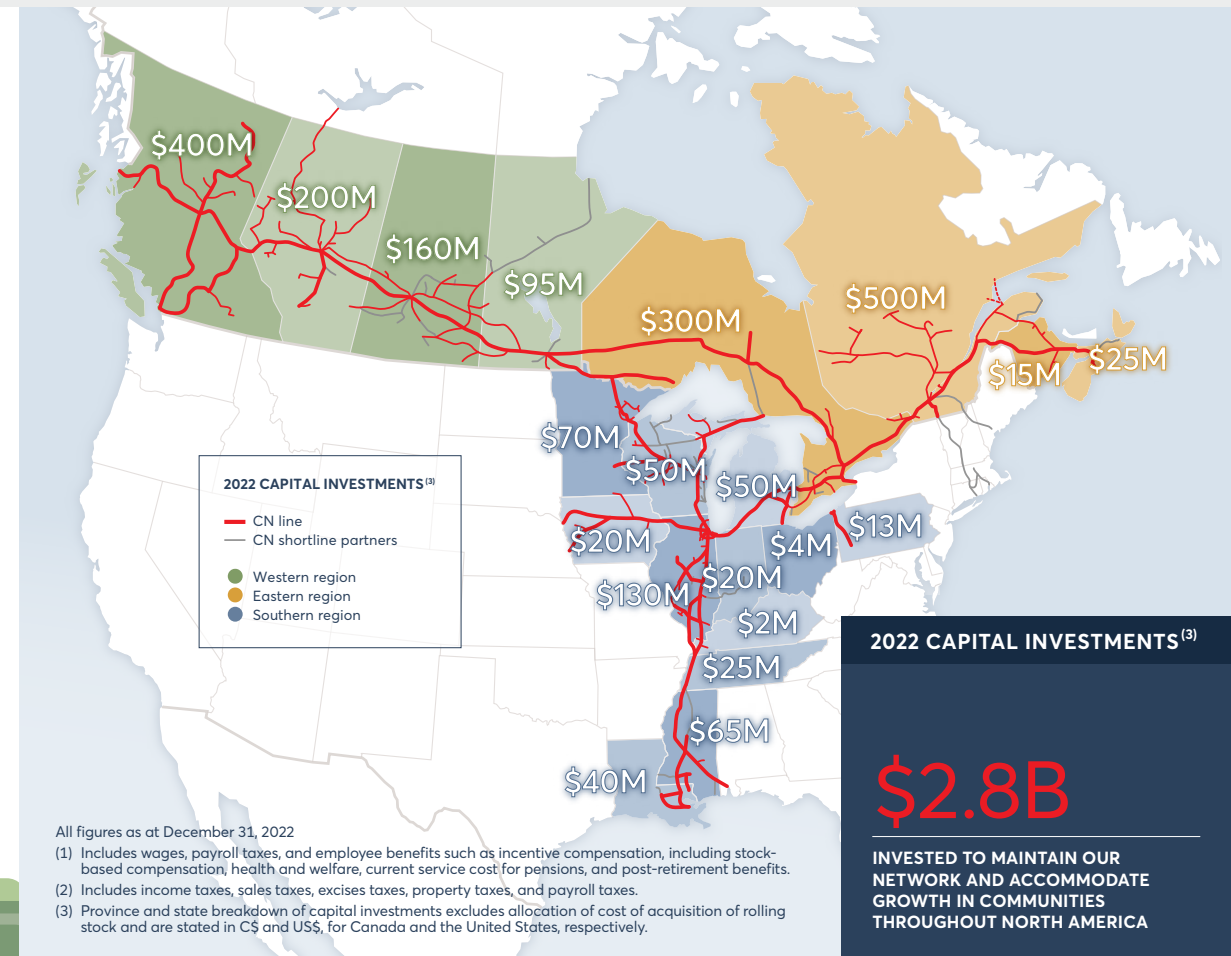 $400M
$200M
$160M
$95M
$300M
$500M
$15M
$25M
$70M
$50M
$50M
$20M
$4M
$13M
$130M
$20M
$2M
$25M
$65M
$40M
2022 CAPITAL INVESTMENTS(3)
CN line
CN shortline partners
Western region
Eastern region
Southern region
2022 CAPITAL INVESTMENTS(3)
$2.8B
INVESTED TO MAINTAIN OUR
NETWORK AND ACCOMMODATE
GROWTH IN COMMUNITIES
THROUGHOUT NORTH AMERICA
All figures as at December 31, 2022
(1) Includes wages, payroll taxes, and employee benefits such as incentive compensation, including stock-
based compensation, health and welfare, current service cost for pensions, and post-retirement benefits.
(2) Includes income taxes, sales taxes, excises taxes, property taxes, and payroll taxes.
(3) Province and state breakdown of capital investments excludes allocation of cost of acquisition of rolling
stock and are stated in C$ and US$, for Canada and the United States, respectively.